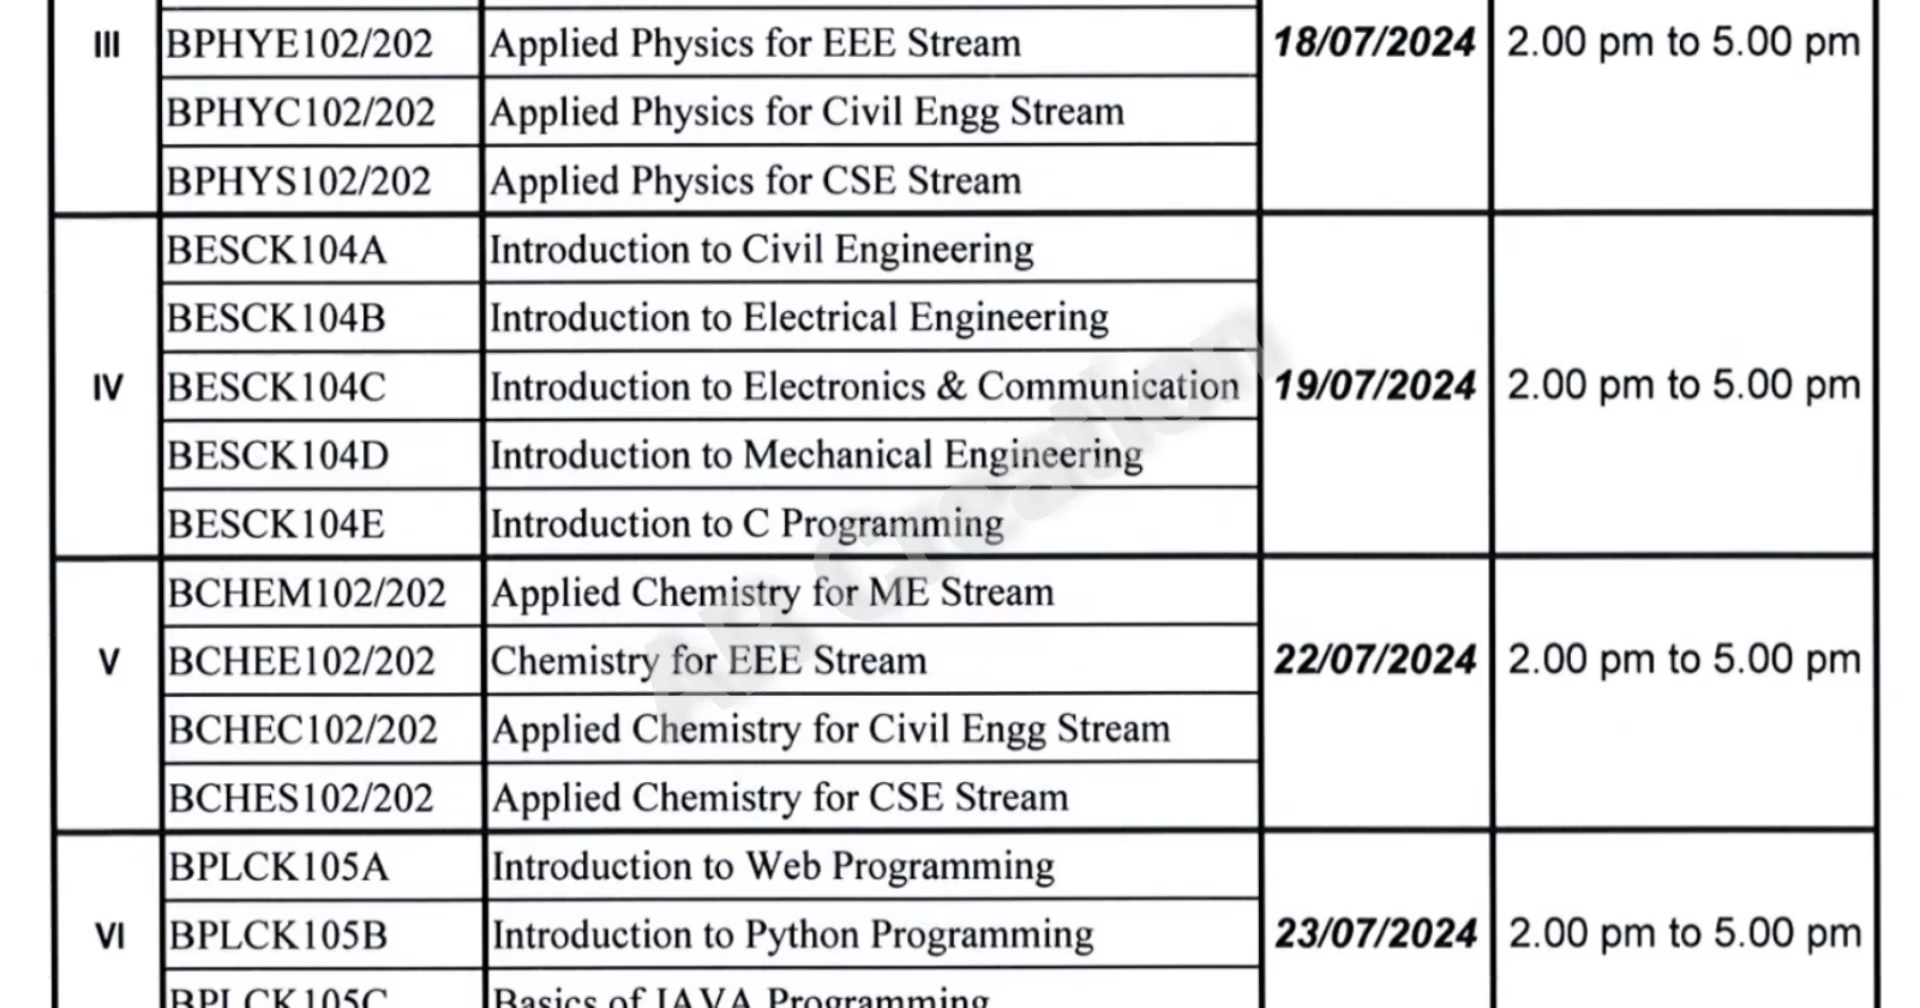 III
BPHYE102/202 Applied Physics for EEE Stream 18/07/2024 2.00 pm to 5.00 pm
BPHYC102/202 Applied Physics for Civil Engg Stream
BPHYS102/202 Applied Physics for CSE Stream
BESCK104A Introduction to Civil Engineering
BESCK104B Introduction to Electrical Engineering
IV BESCK104C Introduction to Electronics & Communication 19/07/2024 2.00 pm to 5.00 pm
BESCK104D Introduction to Mechanical Engineering
BESCK104E Introduction to C Programming
BCHEM102/202 Applied Chemistry for ME Stream
V BCHEE102/202 Chemistry for EEE Stream 22/07/2024 2.00 pm to 5.00 pm
BCHEC102/202 Applied Chemistry for Civil Engg Stream
BCHES102/202 Applied Chemistry for CSE Stream
BPLCK105A Introduction to Web Programming
VI BPLCK105B Introduction to Python Programming 23/07/2024 2.00 pm to 5.00 pm
BPLCK105C Basics of JAVA Programming